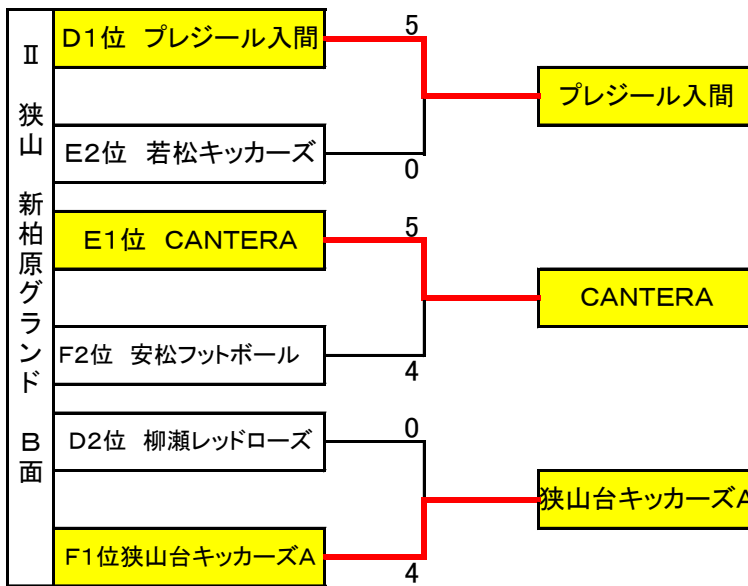 Ⅱ 狭山 新柏原グランド B面
D1位 プレジール入間
5
プレジール入間
E2位 若松キッカーズ
0
E1位 CANTERA
5
CANTERA
F2位 安松フットボール
4
D2位 柳瀬レッドローズ
0
狭山台キッカーズA
F1位狭山台キッカーズA
4